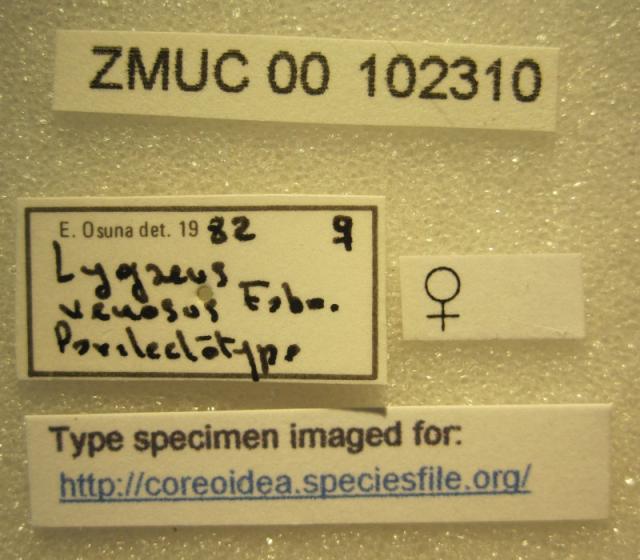 ZMUC 00 102310
E. Osuna det. 1982 ♀
Lygaeus
venosus Fabr.
Paralectotype
♀
Type specimen imaged for:
http://coreoidea.speciesfile.org/